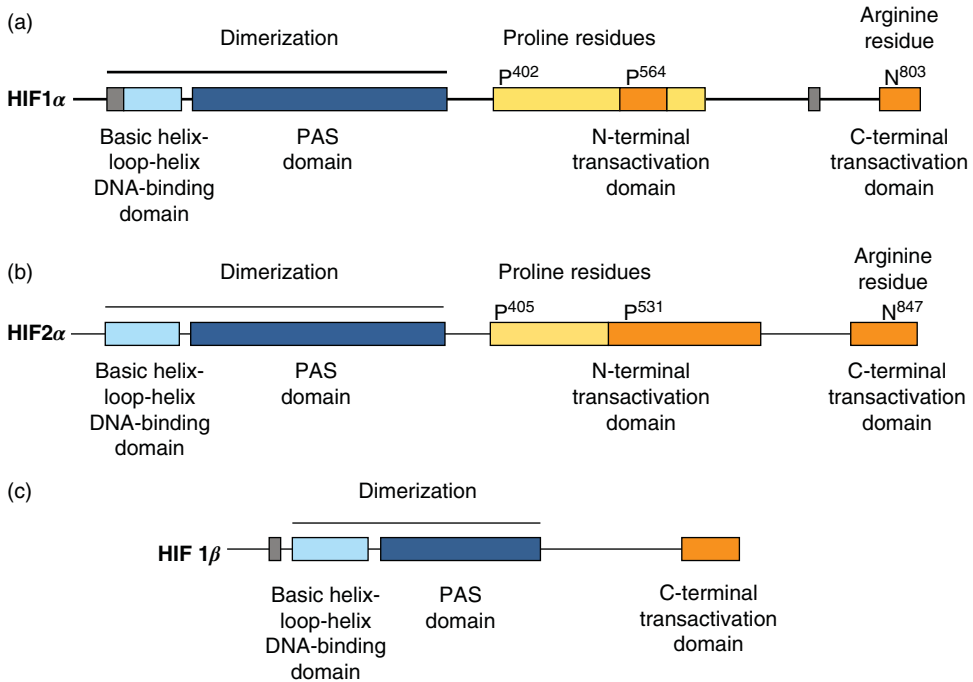 (a)
Dimerization
Proline residues
Arginine
residue
P402
P564
N803
HIF1α
Basic helix-
loop-helix
DNA-binding
domain
PAS
domain
N-terminal
transactivation
domain
C-terminal
transactivation
domain
(b)
Dimerization
Proline residues
Arginine
residue
P405
P531
N847
HIF2α
Basic helix-
loop-helix
DNA-binding
domain
PAS
domain
N-terminal
transactivation
domain
C-terminal
transactivation
domain
(c)
Dimerization
HIF 1β
Basic helix-
loop-helix
DNA-binding
domain
PAS
domain
C-terminal
transactivation
domain